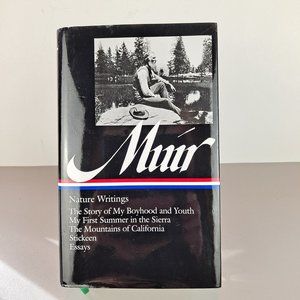 Muir
Nature Writings
The Story of My Boyhood and Youth
My First Summer in the Sierra
The Mountains of California
Stickeen
Essays